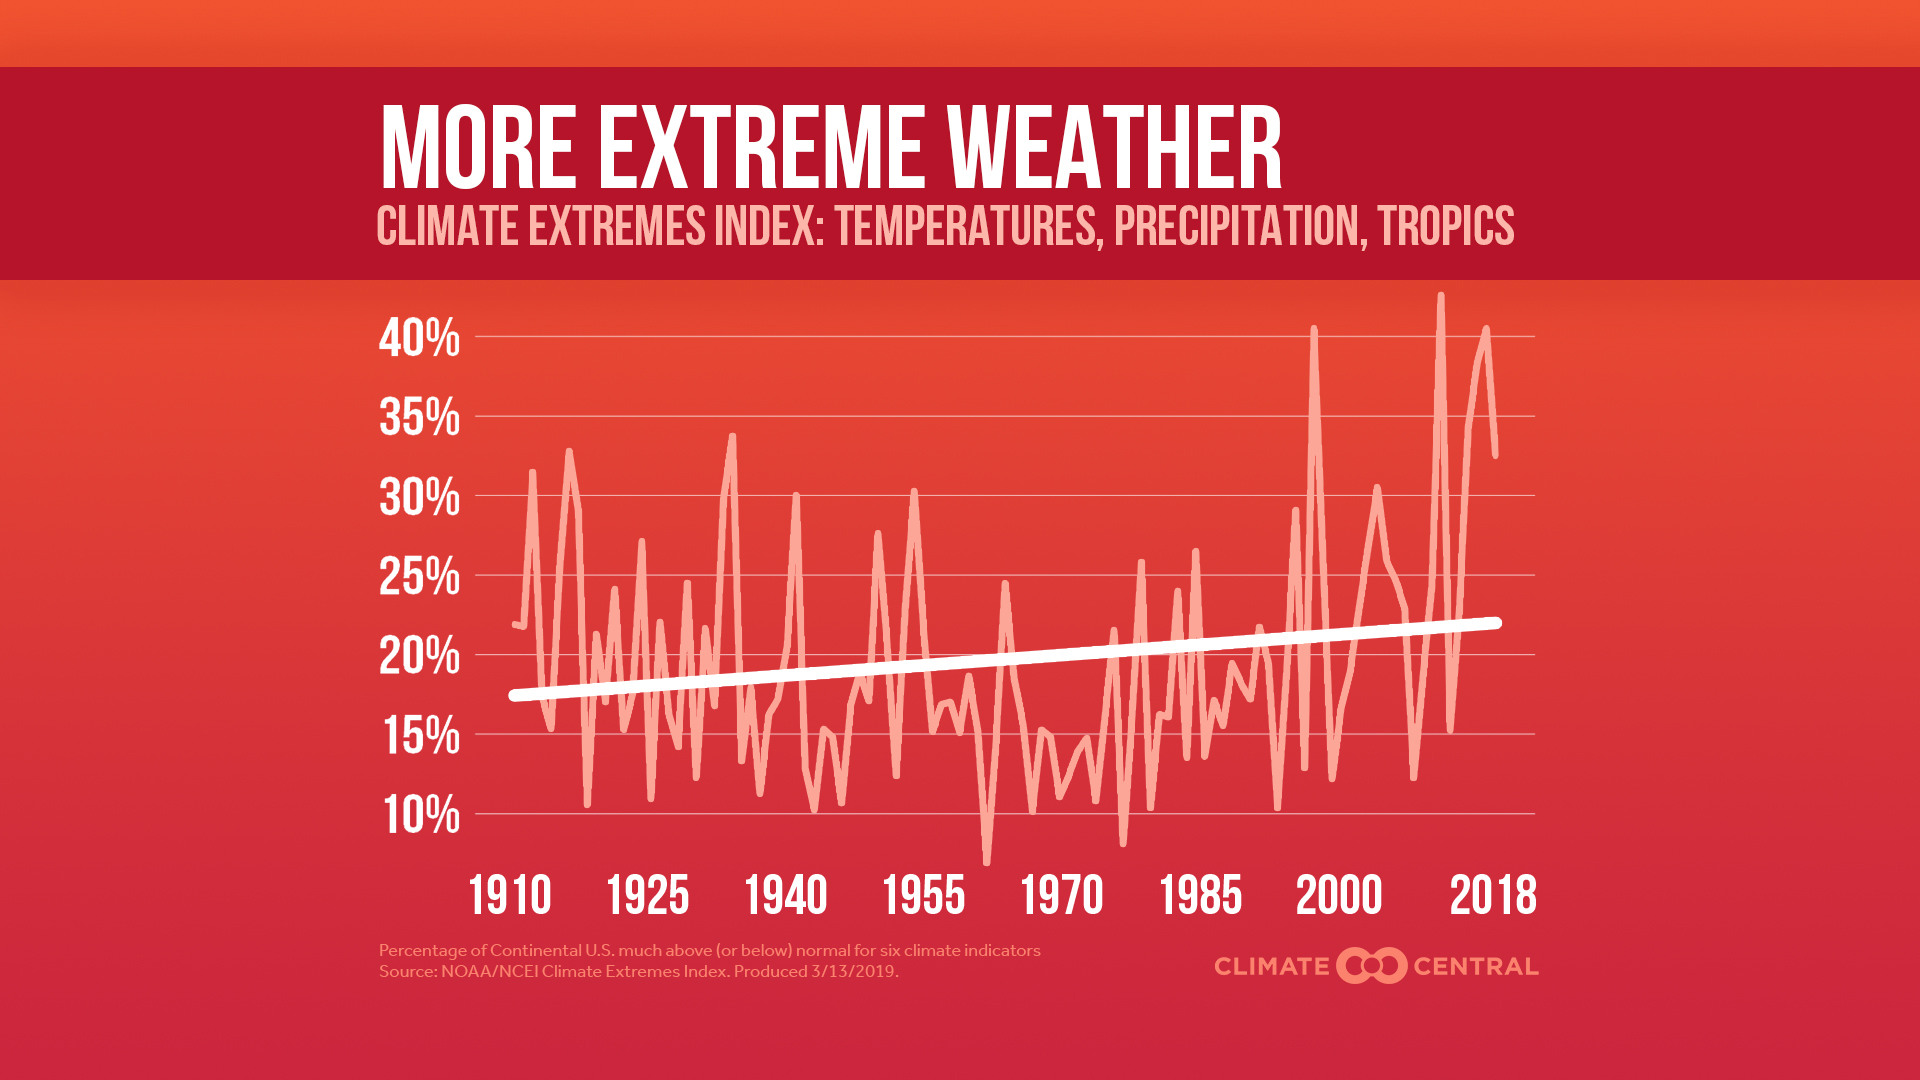 MORE EXTREME WEATHER
CLIMATE EXTREMES INDEX: TEMPERATURES, PRECIPITATION, TROPICS
40%
35%
30%
25%
20%
15%
10%
1910 1925 1940 1955 1970 1985 2000 2018
Percentage of Continental U.S. much above (or below) normal for six climate indicators
Source: NOAA/NCEI Climate Extremes Index. Produced 3/13/2019.
CLIMATE CENTRAL